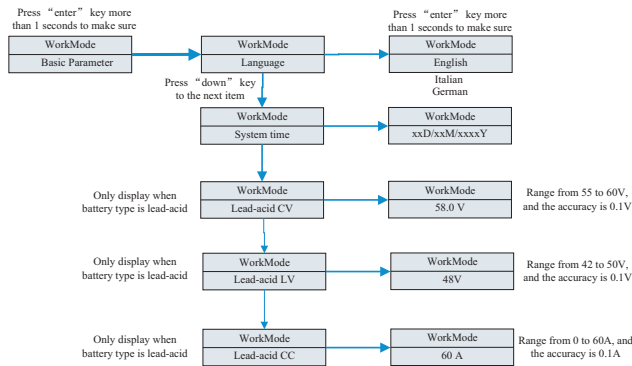 Press “enter” key more
than 1 seconds to make sure
Press “enter” key more
than 1 seconds to make sure
WorkMode
Basic Parameter
WorkMode
Language
WorkMode
English
Italian
German
Press “down” key
to the next item
WorkMode
System time
WorkMode
xxD/xxM/xxxxY
Only display when
battery type is lead-acid
WorkMode
Lead-acid CV
WorkMode
58.0 V
Range from 55 to 60V,
and the accuracy is 0.1V
Only display when
battery type is lead-acid
WorkMode
Lead-acid LV
WorkMode
48V
Range from 42 to 50V,
and the accuracy is 0.1V
Only display when
battery type is lead-acid
WorkMode
Lead-acid CC
WorkMode
60 A
Range from 0 to 60A, and
the accuracy is 0.1A